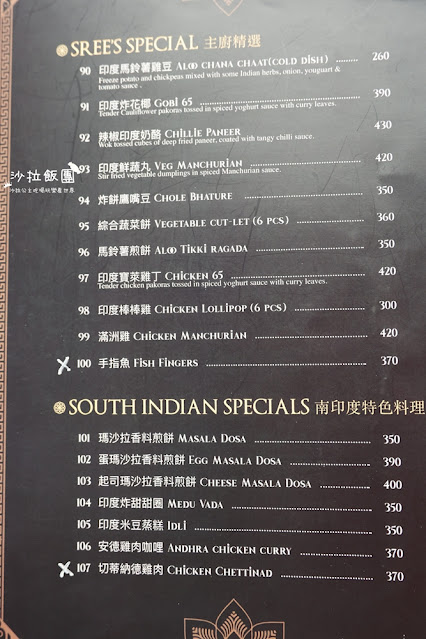 SREE'S SPECIAL 主廚精選
90 印度馬鈴薯雞豆 ALOO CHANA CHAAT(COLD DISH) 260
Freeze potato and chickpeas mixed with some Indian herbs, onion, youguart &
tomato sauce .
91 印度炸花椰 GOBI 65 390
Tender Cauliflower pakoras tossed in spiced yoghurt sauce with curry leaves.
92 辣椒印度奶酪 CHILLIE PANEER 430
Wok tossed cubes of deep fried paneer, coated with tangy chilli sauce.
93 印度鮮蔬丸 VEG MANCHURIAN 420
Stir fried vegetable dumplings in spiced Manchurian sauce.
沙拉飯團
沙拉公主吃喝玩樂看世界
94 炸餅鷹嘴豆 CHOLE BHATURE 350
95 綜合蔬菜餅 VEGETABLE CUT-LET (6 PCS) 360
96 馬鈴薯煎餅 ALOO TIKKI RAGADA 350
97 印度寶萊雞丁 CHICKEN 65 420
Tender chicken pakoras tossed in spiced yoghurt sauce with curry leaves.
98 印度棒棒雞 CHICKEN LOLLIPOP (6 PCS) 300
99 滿洲雞 CHICKEN MANCHURIAN 420
100 手指魚 FISH FINGERS 370
SOUTH INDIAN SPECIALS 南印度特色料理
101 瑪沙拉香料煎餅 MASALA DOSA 350
102 蛋瑪沙拉香料煎餅 EGG MASALA DOSA 390
103 起司瑪沙拉香料煎餅 CHEESE MASALA DOSA 400
104 印度炸甜甜圈 MEDU VADA 350
105 印度米豆蒸糕 IDLI 350
106 安德雞肉咖哩 ANDHRA CHICKEN CURRY 370
107 切蒂納德雞肉 CHICKEN CHETTINAD 370